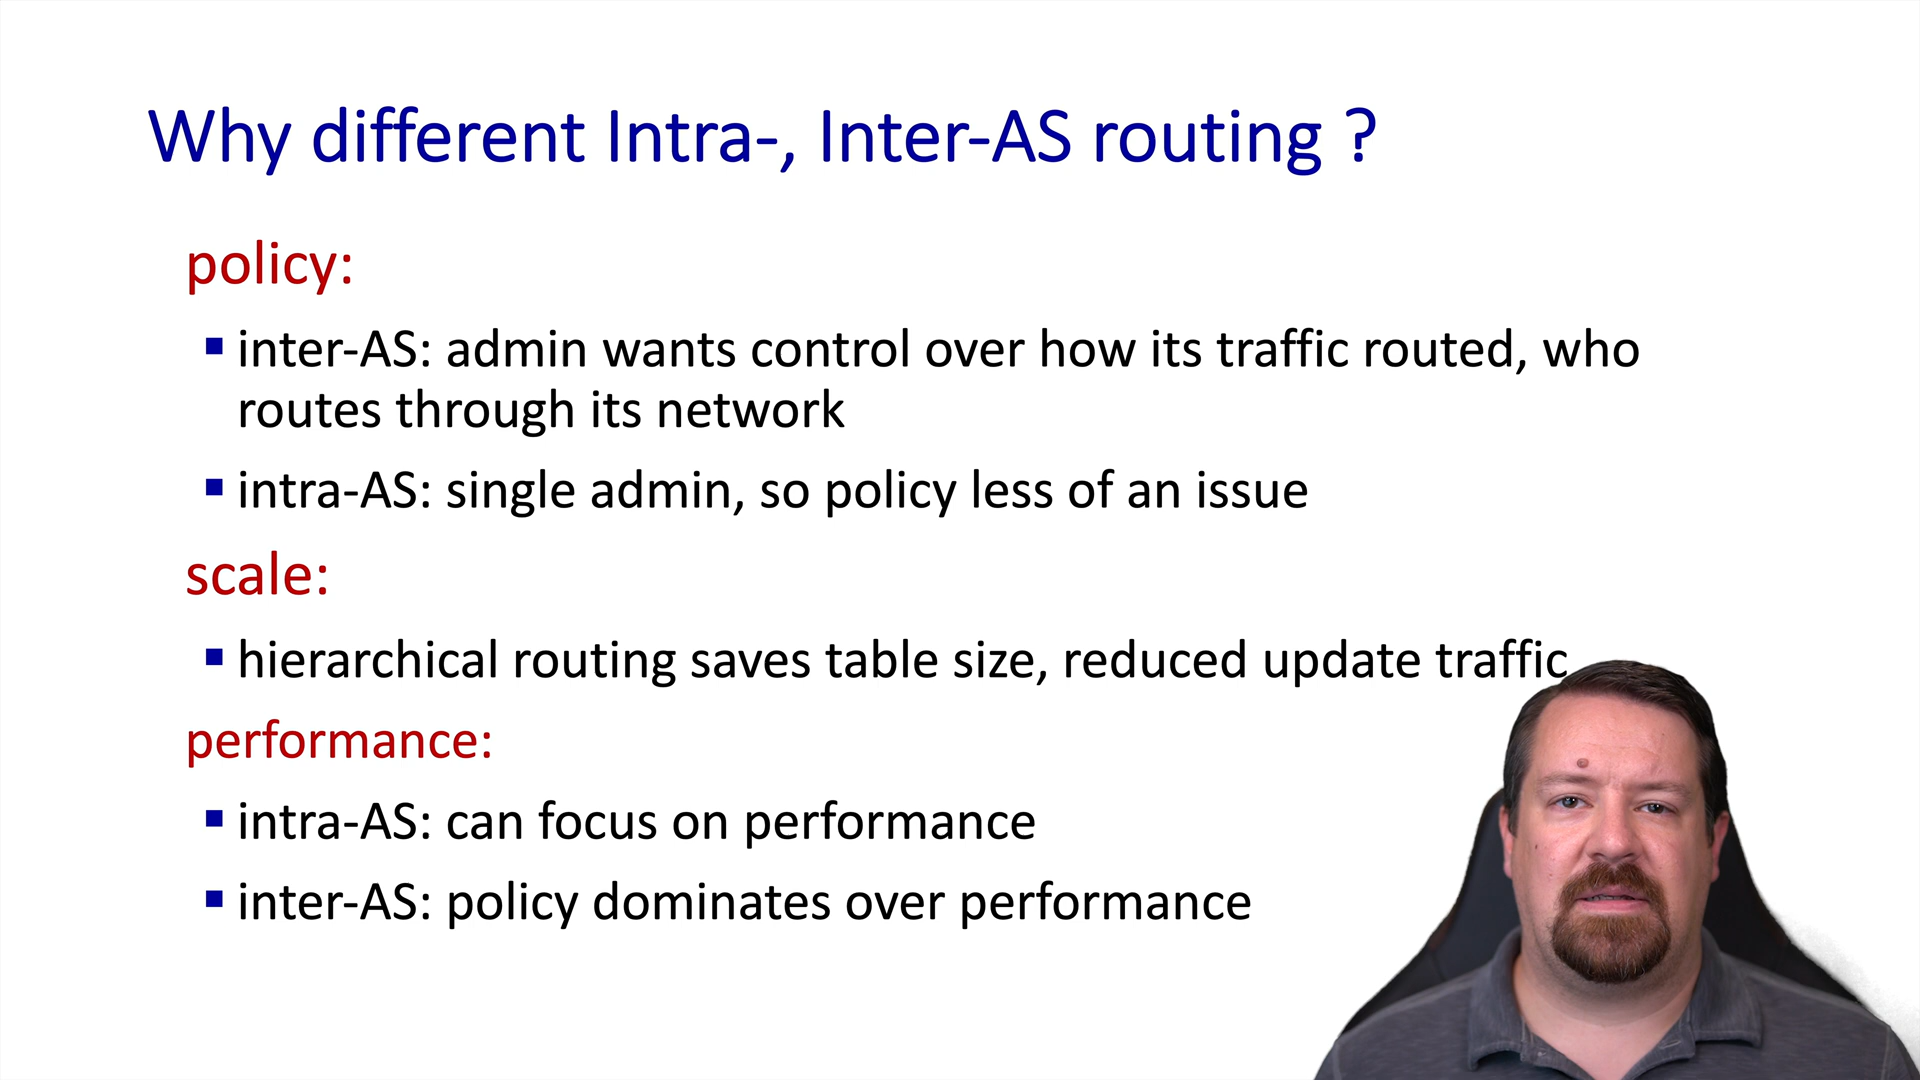 Why different Intra-, Inter-AS routing ?
policy:
▪ inter-AS: admin wants control over how its traffic routed, who
routes through its network
▪ intra-AS: single admin, so policy less of an issue
scale:
▪ hierarchical routing saves table size, reduced update traffic
performance:
▪ intra-AS: can focus on performance
▪ inter-AS: policy dominates over performance